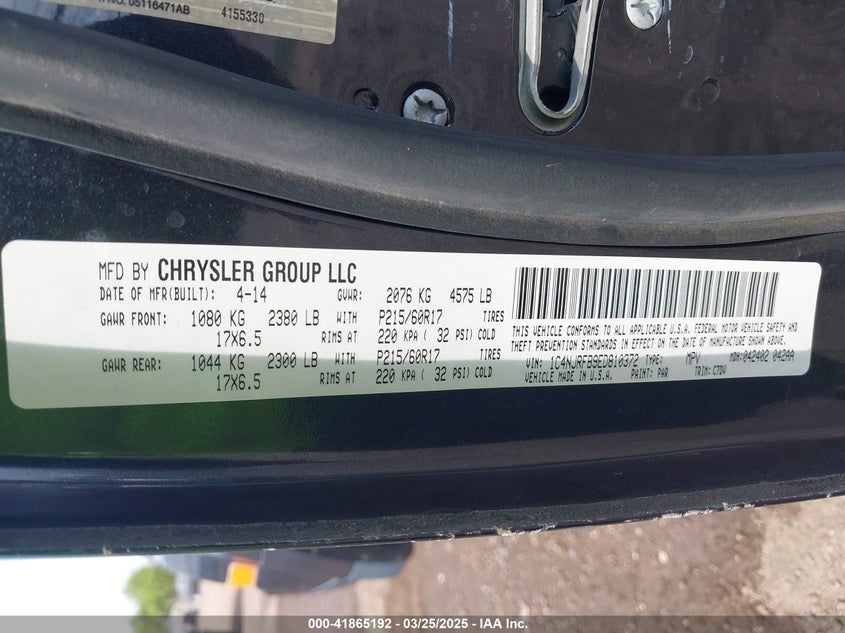 05116471AB
4155330
MFD BY CHRYSLER GROUP LLC
DATE OF MFR(BUILT): 4-14 GVWR: 2076 KG 4575 LB
GAWR FRONT: 1080 KG 2380 LB WITH P215/60R17 TIRES
17X6.5 RIMS AT 220 KPA ( 32 PSI) COLD
GAWR REAR: 1044 KG 2300 LB WITH P215/60R17 TIRES
17X6.5 RIMS AT 220 KPA ( 32 PSI) COLD
THIS VEHICLE CONFORMS TO ALL APPLICABLE U.S.A. FEDERAL MOTOR VEHICLE SAFETY AND
THEFT PREVENTION STANDARDS IN EFFECT ON THE DATE OF MANUFACTURE SHOWN ABOVE.
VIN: 1C4NJRFB9ED810372 TYPE: MPV MDH: 042402 042AA
VEHICLE MADE IN U.S.A. PAINT: PAR TRIM: C7DV
000-41865192 - 03/25/2025 - IAA Inc.